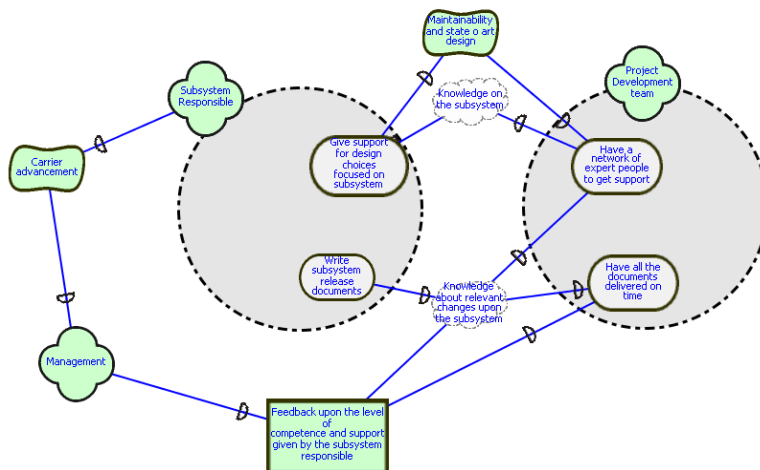 Maintainability
and state o art
design
Subsystem
Responsible
Project
Development
team
Knowledge on
the subsystem
Give support
for design
choices
focused on
subsystem
Have a
network of
expert people
to get support
Carrier
advancement
Write
subsystem
release
documents
Knowledge
about relevant
changes upon
the subsystem
Have all the
documents
delivered on
time
Management
Feedback upon the level
of
competence and support
given by the subsystem
responsible